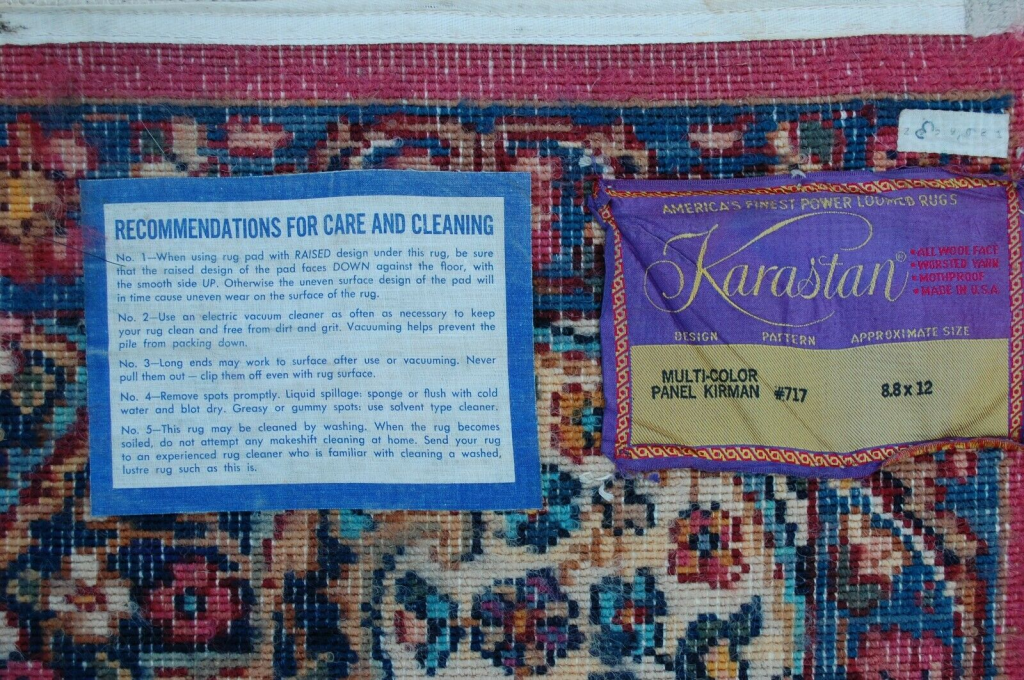 RECOMMENDATIONS FOR CARE AND CLEANING
No. 1—When using rug pad with RAISED design under this rug, be sure
that the raised design of the pad faces DOWN against the floor, with
the smooth side UP. Otherwise the uneven surface design of the pad will
in time cause uneven wear on the surface of the rug.
No. 2—Use an electric vacuum cleaner as often as necessary to keep
your rug clean and free from dirt and grit. Vacuuming helps prevent the
pile from packing down.
No. 3—Long ends may work to surface after use or vacuuming. Never
pull them out — clip them off even with rug surface.
No. 4—Remove spots promptly. Liquid spillage: sponge or flush with cold
water and blot dry. Greasy or gummy spots: use solvent type cleaner.
No. 5—This rug may be cleaned by washing. When the rug becomes
soiled, do not attempt any makeshift cleaning at home. Send your rug
to an experienced rug cleaner who is familiar with cleaning a washed,
lustre rug such as this is.
AMERICA'S FINEST POWER LOOMED RUGS
Karastan®
*ALL WOOL FACE
*WORSTED YARN
*MOTHPROOF
*MADE IN U.S.A.
DESIGN PATTERN APPROXIMATE SIZE
MULTI-COLOR
PANEL KIRMAN #717 8.8 x 12